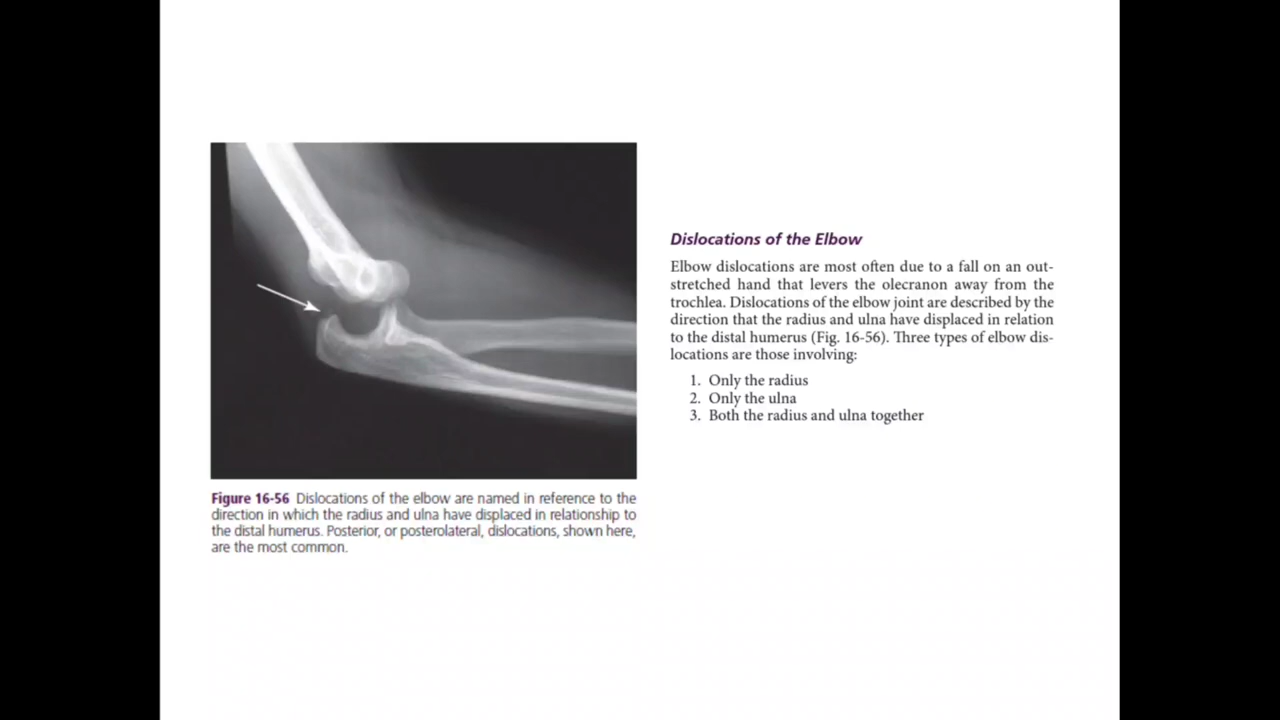 Dislocations of the Elbow
Elbow dislocations are most often due to a fall on an out-
stretched hand that levers the olecranon away from the
trochlea. Dislocations of the elbow joint are described by the
direction that the radius and ulna have displaced in relation
to the distal humerus (Fig. 16-56). Three types of elbow dis-
locations are those involving:
1. Only the radius
2. Only the ulna
3. Both the radius and ulna together
Figure 16-56 Dislocations of the elbow are named in reference to the
direction in which the radius and ulna have displaced in relationship to
the distal humerus. Posterior, or posterolateral, dislocations, shown here,
are the most common.